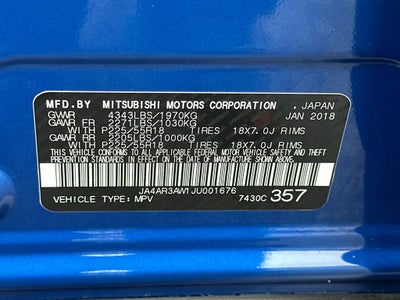 MFD.BY MITSUBISHI MOTORS CORPORATION , JAPAN
GVWR 4343LBS/1970KG JAN 2018
GAWR FR 2271LBS/1030KG
WITH P225/55R18 TIRES 18X7.0J RIMS
GAWR RR 2205LBS/1000KG
WITH P225/55R18 TIRES 18X7.0J RIMS
THIS VEHICLE CONFORMS TO ALL APPLICABLE
FEDERAL MOTOR VEHICLE SAFETY AND THEFT
PREVENTION STANDARDS IN EFFECT ON THE DATE
OF MANUFACTURE SHOWN ABOVE.
JA4AR3AW1JU001676
VEHICLE TYPE: MPV 7430C 357